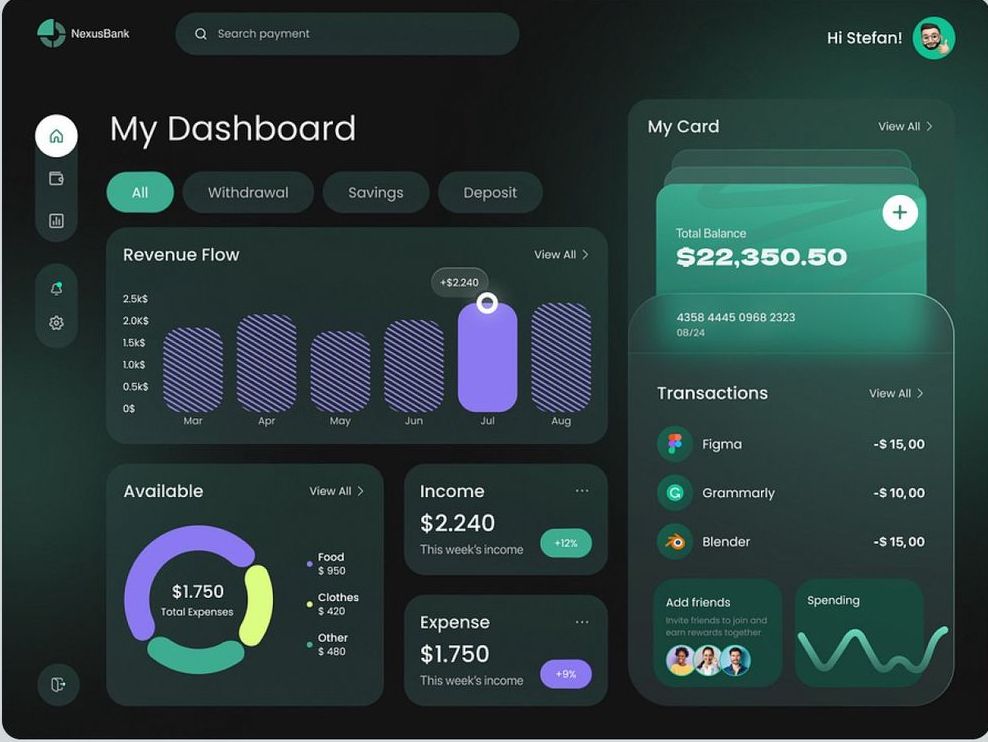 NexusBank
Search payment
Hi Stefan!
My Dashboard
All
Withdrawal
Savings
Deposit
Revenue Flow
View All
+$2.240
2.5k$
2.0K$
1.5k$
1.0k$
0.5k$
0$
Mar
Apr
May
Jun
Jul
Aug
Available
View All
$1.750
Total Expenses
Food
$ 950
Clothes
$ 420
Other
$ 480
Income
$2.240
This week's income
+12%
Expense
$1.750
This week's income
+9%
My Card
View All
Total Balance
$22,350.50
4358 4445 0968 2323
08/24
Transactions
View All
Figma
-$ 15,00
Grammarly
-$ 10,00
Blender
-$ 15,00
Add friends
Invite friends to join and
earn rewards together
Spending